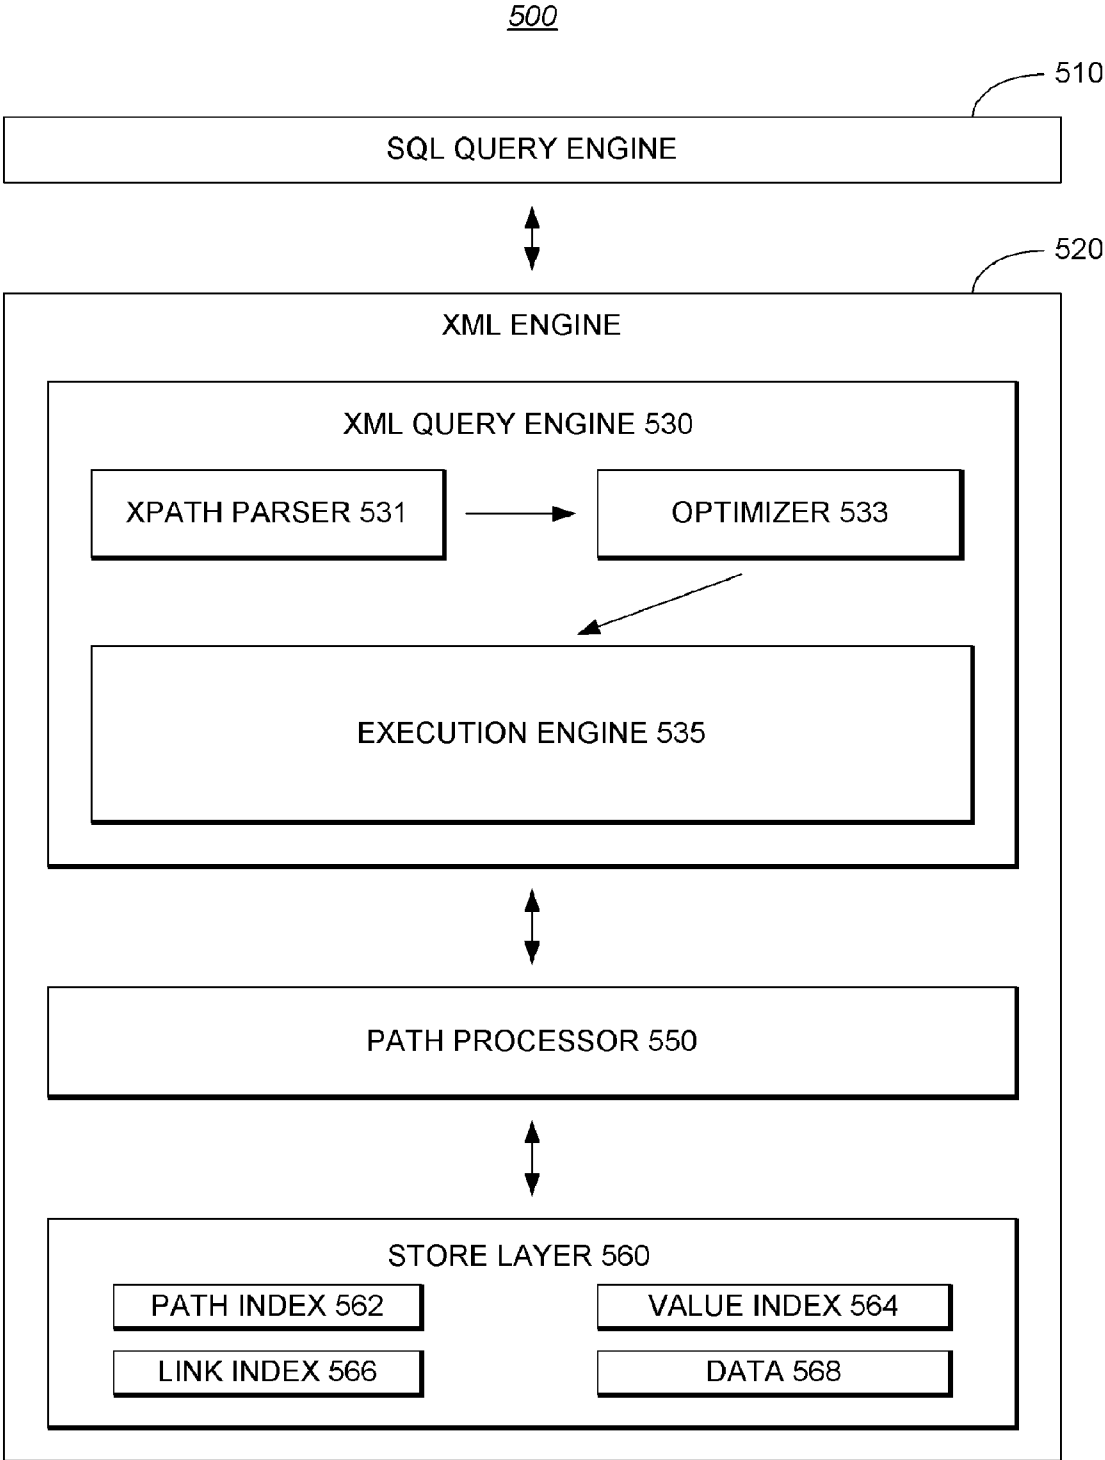 500
510
SQL QUERY ENGINE
520
XML ENGINE
XML QUERY ENGINE 530
XPATH PARSER 531
OPTIMIZER 533
EXECUTION ENGINE 535
PATH PROCESSOR 550
STORE LAYER 560
PATH INDEX 562
VALUE INDEX 564
LINK INDEX 566
DATA 568